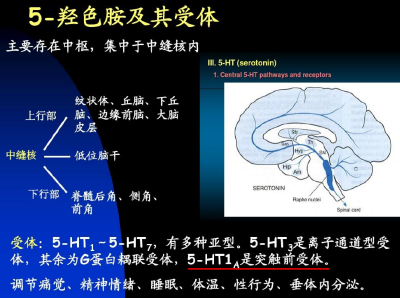 5-羟色胺及其受体
主要存在中枢，集中于中缝核内
上行部
纹状体、丘脑、下丘
脑、边缘前脑、大脑
皮层
中缝核
低位脑干
下行部
脊髓后角、侧角、
前角
III. 5-HT (serotonin)
1. Central 5-HT pathways and receptors
Str
Th
Hyp
Hip
Am
SEROTONIN
Raphe nuclei
Spinal cord
受体：5-HT1-5-HT7，有多种亚型。5-HT3是离子通道型受
体，其余为G蛋白耦联受体，5-HT1A是突触前受体。
调节痛觉、精神情绪、睡眠、体温、性行为、垂体内分泌。